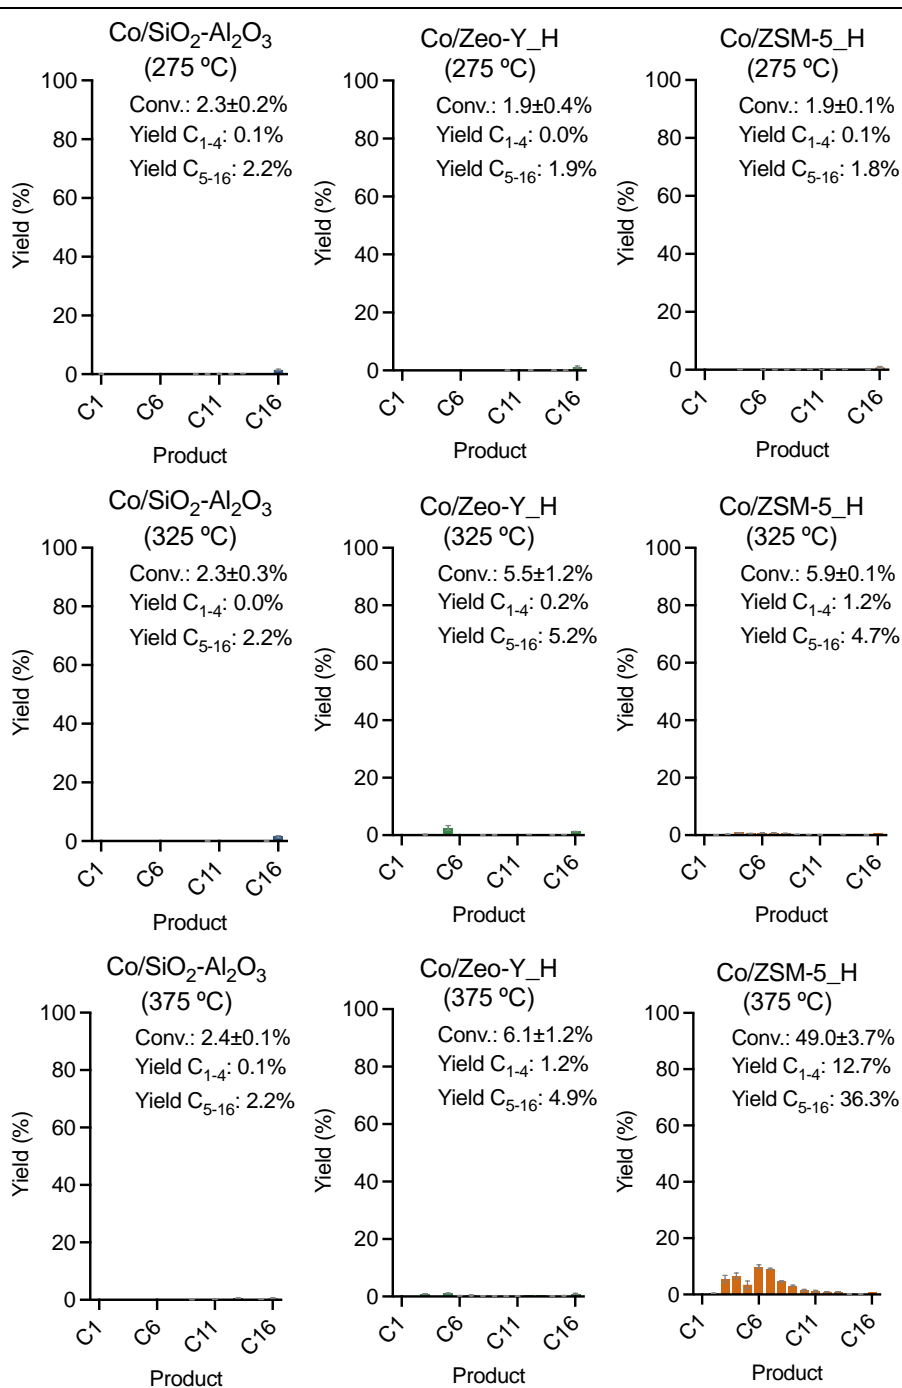 Co/SiO₂-Al₂O₃
(275 ºC)
Conv.: 2.3±0.2%
Yield C₁₋₄: 0.1%
Yield C₅₋₁₆: 2.2%
Yield (%)
100
80
60
40
20
0
C1
C6
C11
C16
Product
Co/Zeo-Y_H
(275 ºC)
Conv.: 1.9±0.4%
Yield C₁₋₄: 0.0%
Yield C₅₋₁₆: 1.9%
Yield (%)
100
80
60
40
20
0
C1
C6
C11
C16
Product
Co/ZSM-5_H
(275 ºC)
Conv.: 1.9±0.1%
Yield C₁₋₄: 0.1%
Yield C₅₋₁₆: 1.8%
Yield (%)
100
80
60
40
20
0
C1
C6
C11
C16
Product
Co/SiO₂-Al₂O₃
(325 ºC)
Conv.: 2.3±0.3%
Yield C₁₋₄: 0.0%
Yield C₅₋₁₆: 2.2%
Yield (%)
100
80
60
40
20
0
C1
C6
C11
C16
Product
Co/Zeo-Y_H
(325 ºC)
Conv.: 5.5±1.2%
Yield C₁₋₄: 0.2%
Yield C₅₋₁₆: 5.2%
Yield (%)
100
80
60
40
20
0
C1
C6
C11
C16
Product
Co/ZSM-5_H
(325 ºC)
Conv.: 5.9±0.1%
Yield C₁₋₄: 1.2%
Yield C₅₋₁₆: 4.7%
Yield (%)
100
80
60
40
20
0
C1
C6
C11
C16
Product
Co/SiO₂-Al₂O₃
(375 ºC)
Conv.: 2.4±0.1%
Yield C₁₋₄: 0.1%
Yield C₅₋₁₆: 2.2%
Yield (%)
100
80
60
40
20
0
C1
C6
C11
C16
Product
Co/Zeo-Y_H
(375 ºC)
Conv.: 6.1±1.2%
Yield C₁₋₄: 1.2%
Yield C₅₋₁₆: 4.9%
Yield (%)
100
80
60
40
20
0
C1
C6
C11
C16
Product
Co/ZSM-5_H
(375 ºC)
Conv.: 49.0±3.7%
Yield C₁₋₄: 12.7%
Yield C₅₋₁₆: 36.3%
Yield (%)
100
80
60
40
20
0
C1
C6
C11
C16
Product